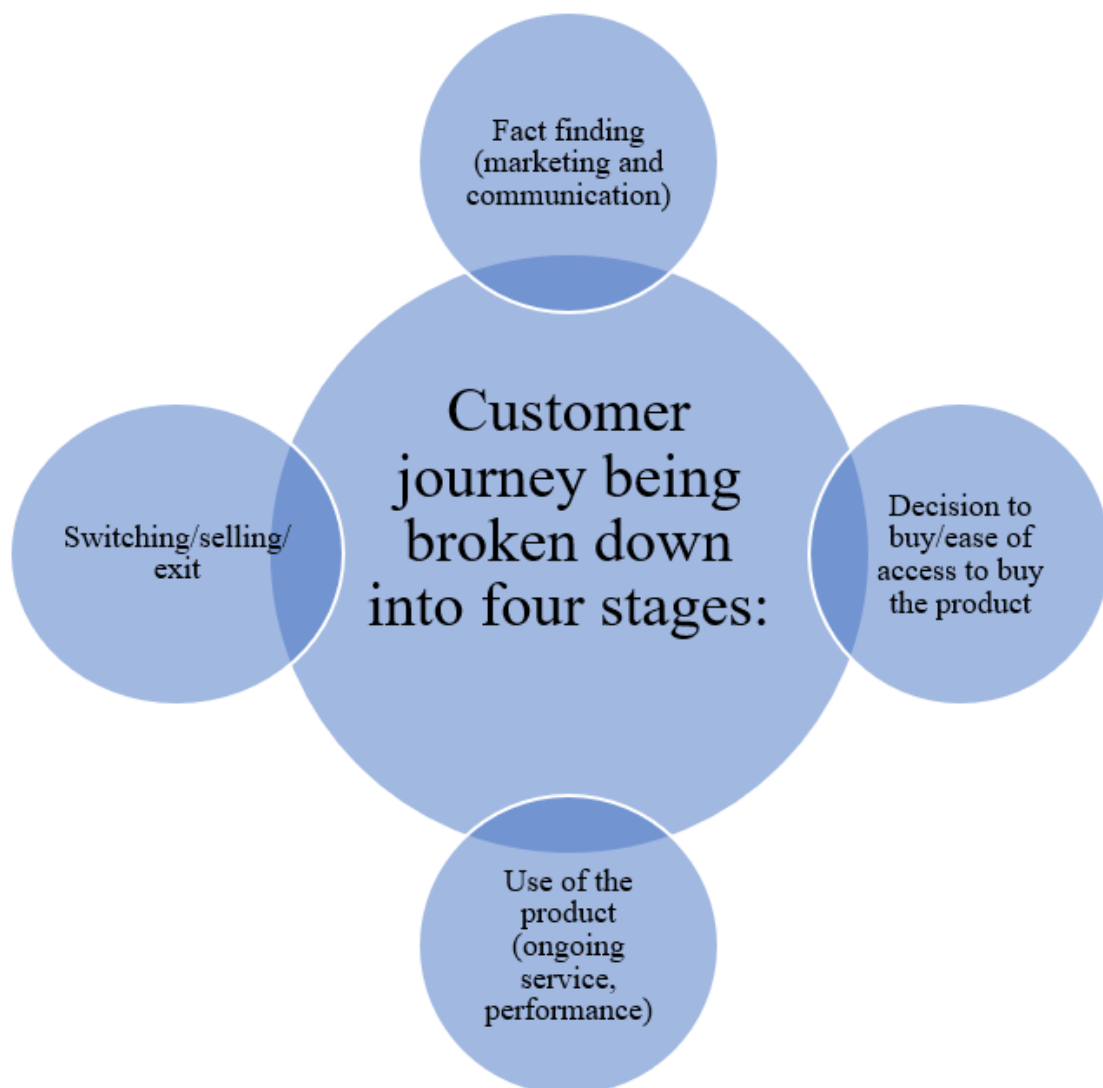 Fact finding
(marketing and
communication)
Customer
journey being
broken down
into four stages:
Decision to
buy/ease of
access to buy
the product
Use of the
product
(ongoing
service,
performance)
Switching/selling/
exit